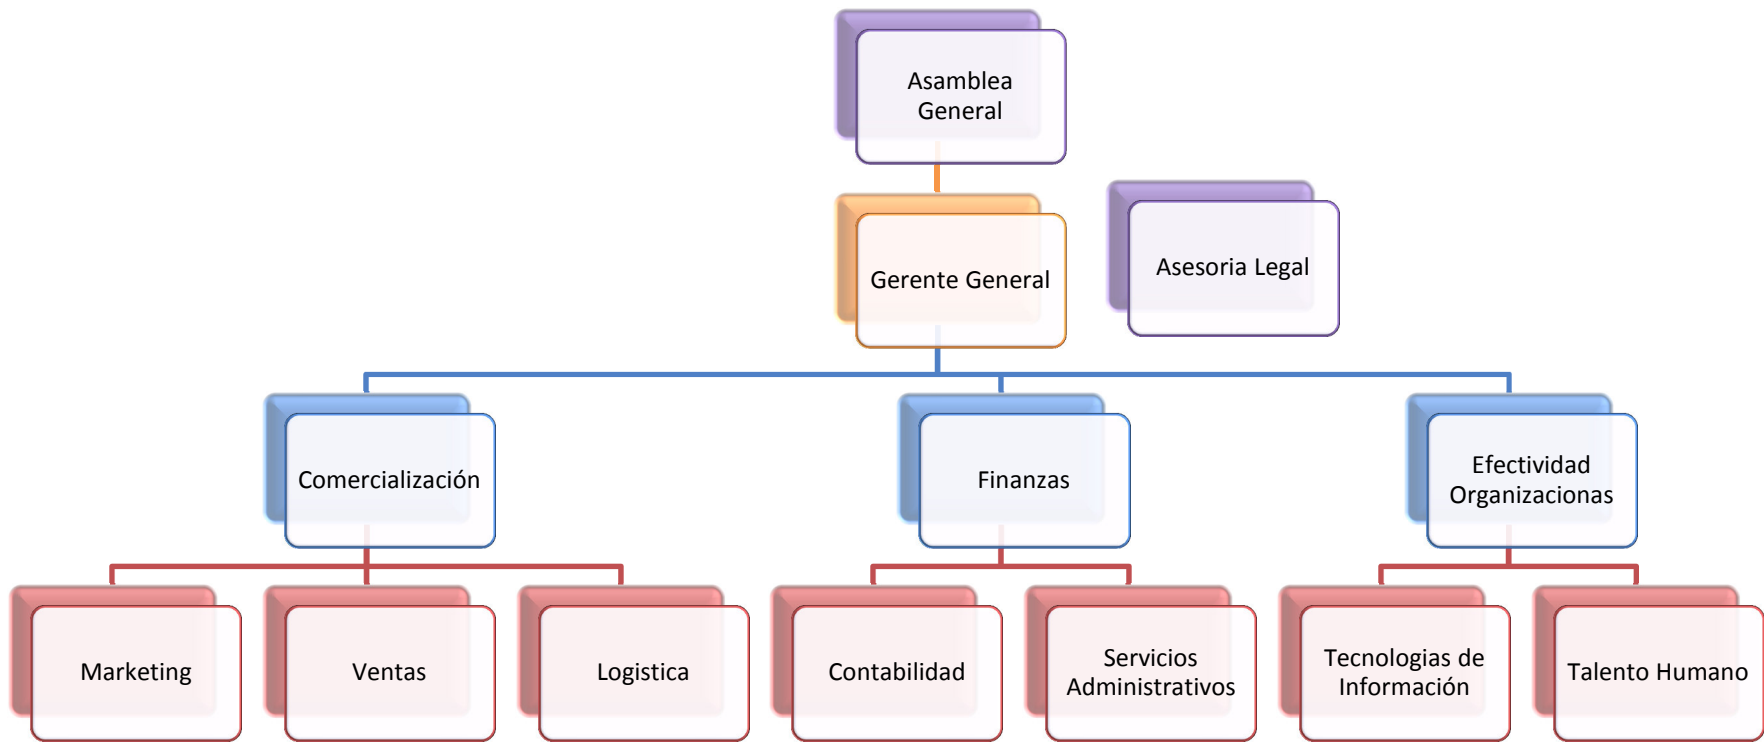 Asamblea
General
Gerente General
Asesoria Legal
Comercialización
Finanzas
Efectividad
Organizacionas
Marketing
Ventas
Logistica
Contabilidad
Servicios
Administrativos
Tecnologias de
Información
Talento Humano